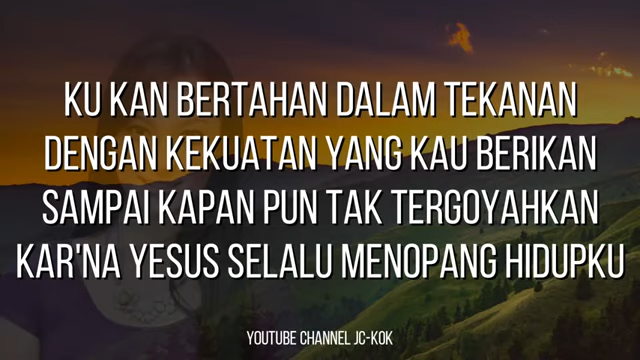 KU KAN BERTAHAN DALAM TEKANAN
DENGAN KEKUATAN YANG KAU BERIKAN
SAMPAI KAPAN PUN TAK TERGOYAHKAN
KAR'NA YESUS SELALU MENOPANG HIDUPKU
YOUTUBE CHANNEL JC-KOK